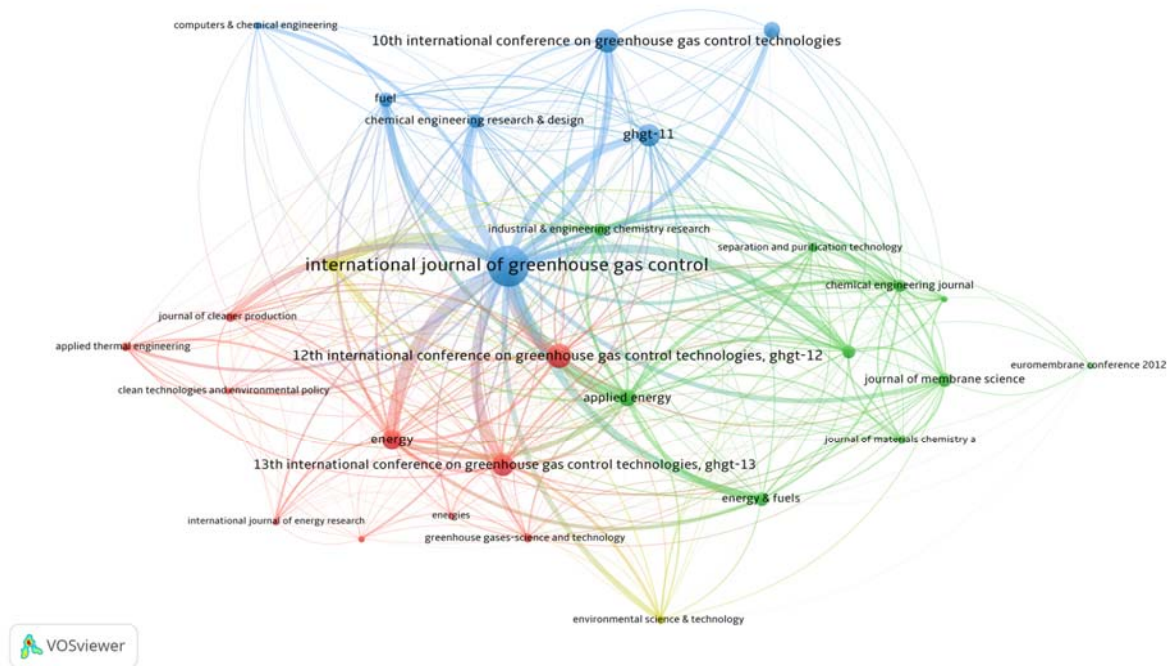 computers & chemical engineering
10th international conference on greenhouse gas control technologies
fuel
chemical engineering research & design
ghgt-11
industrial & engineering chemistry research
separation and purification technology
international journal of greenhouse gas control
chemical engineering journal
journal of cleaner production
applied thermal engineering
12th international conference on greenhouse gas control technologies, ghgt-12
euromembrane conference 2012
journal of membrane science
clean technologies and environmental policy
applied energy
energy
journal of materials chemistry a
13th international conference on greenhouse gas control technologies, ghgt-13
energy & fuels
international journal of energy research
energies
greenhouse gases-science and technology
environmental science & technology
VOSviewer